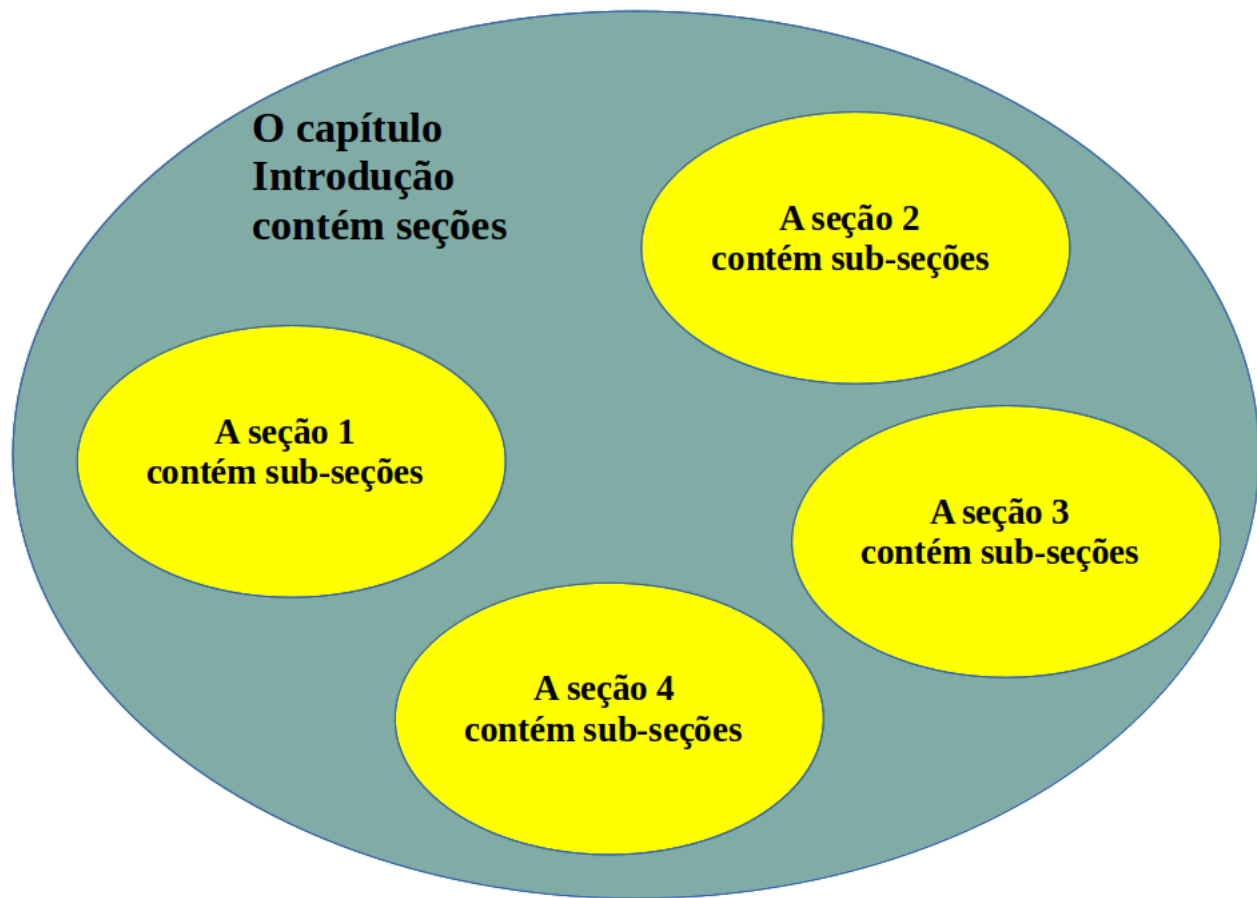 O capítulo
Introdução
contém seções
A seção 2
contém sub-seções
A seção 1
contém sub-seções
A seção 3
contém sub-seções
A seção 4
contém sub-seções